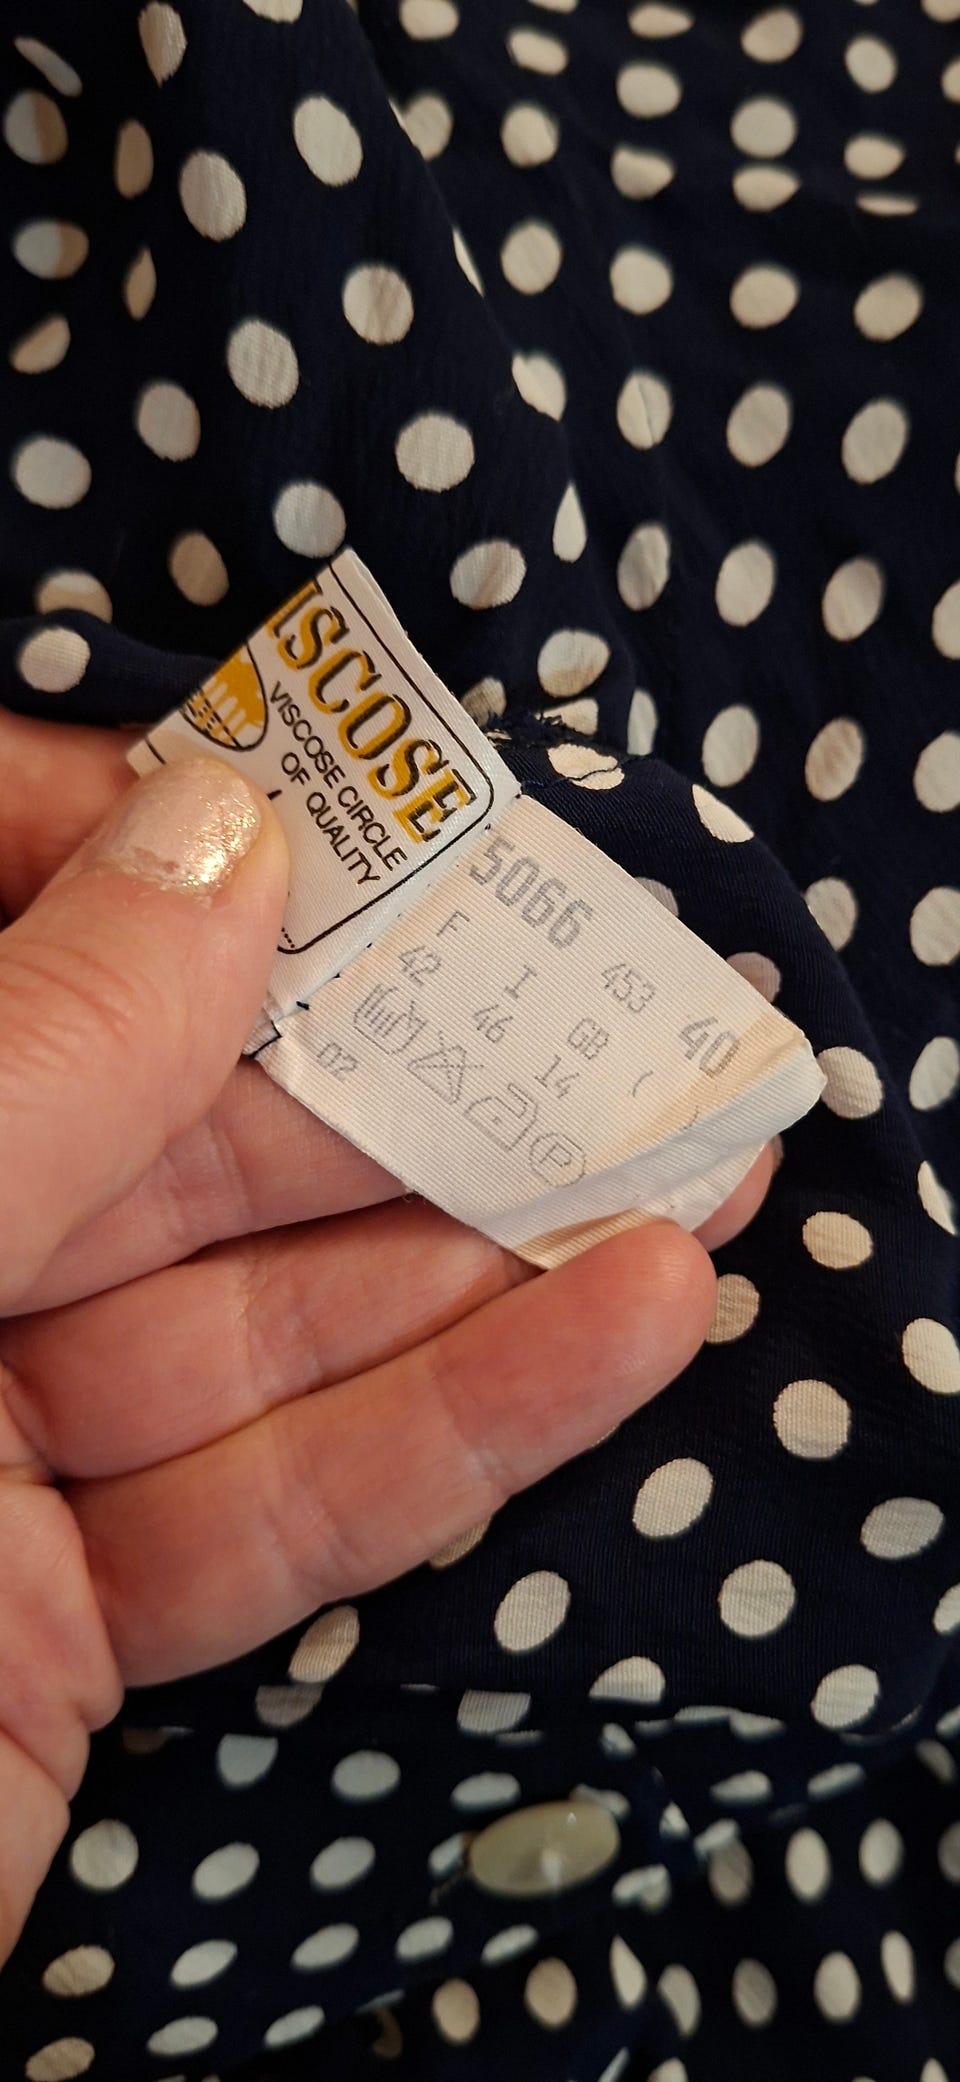 ISCOSE
VISCOSE CIRCLE
OF QUALITY
5066 453 40
F I GB
42 46 14
02 P